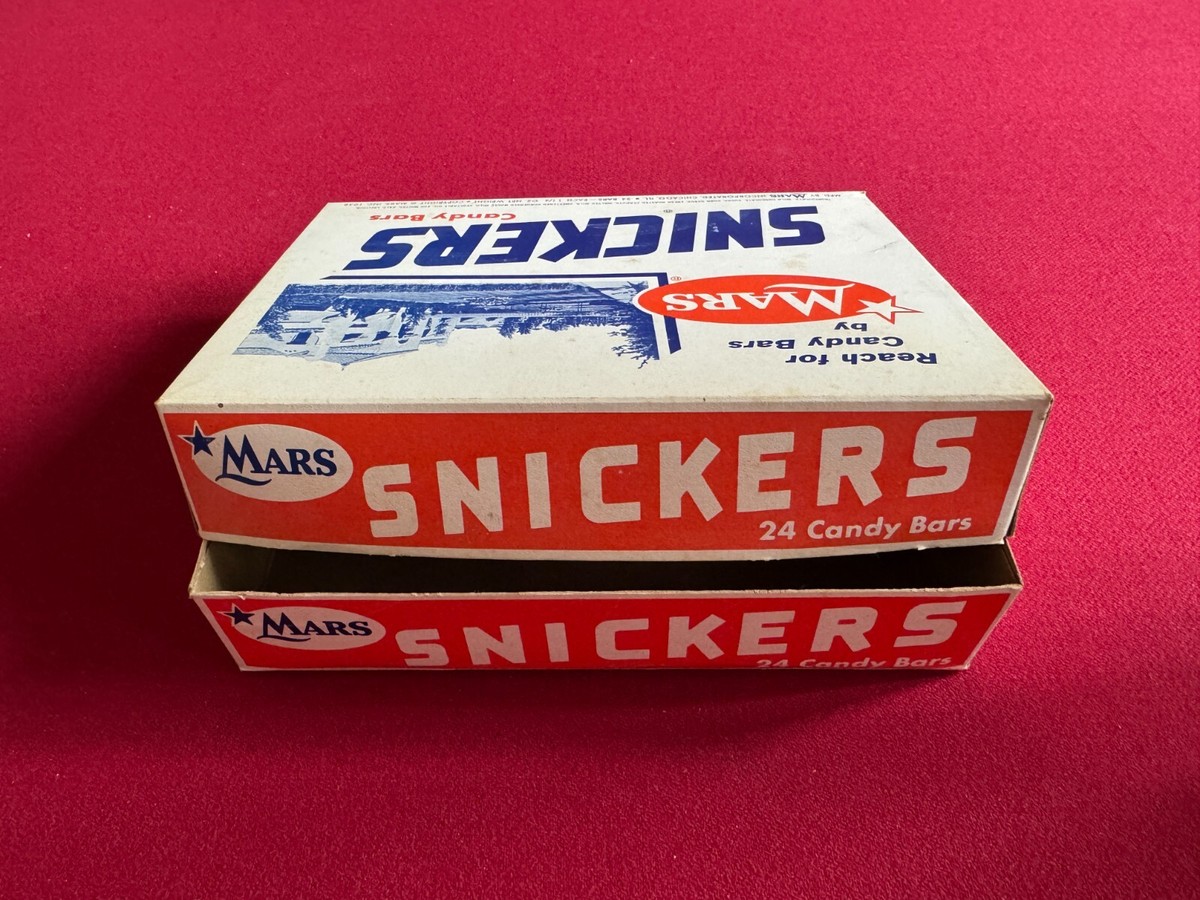 Reach for
Candy Bars
by
MARS®
SNICKERS®
Candy Bars
MARS
SNICKERS
24 Candy Bars
MARS
SNICKERS
24 Candy Bars